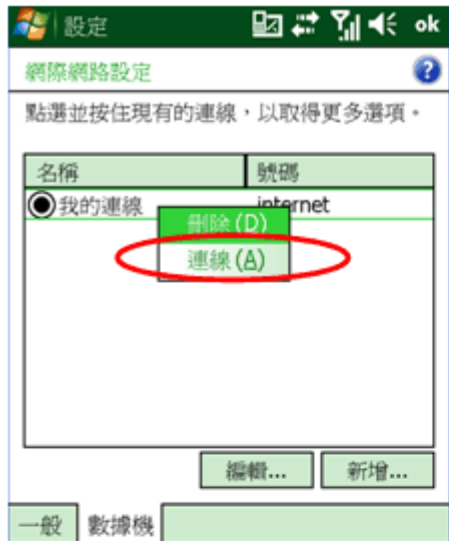 設定 ok
網際網路設定
點選並按住現有的連線，以取得更多選項。
名稱 號碼
我的連線 internet
刪除(D)
連線(A)
編輯... 新增...
一般 數據機